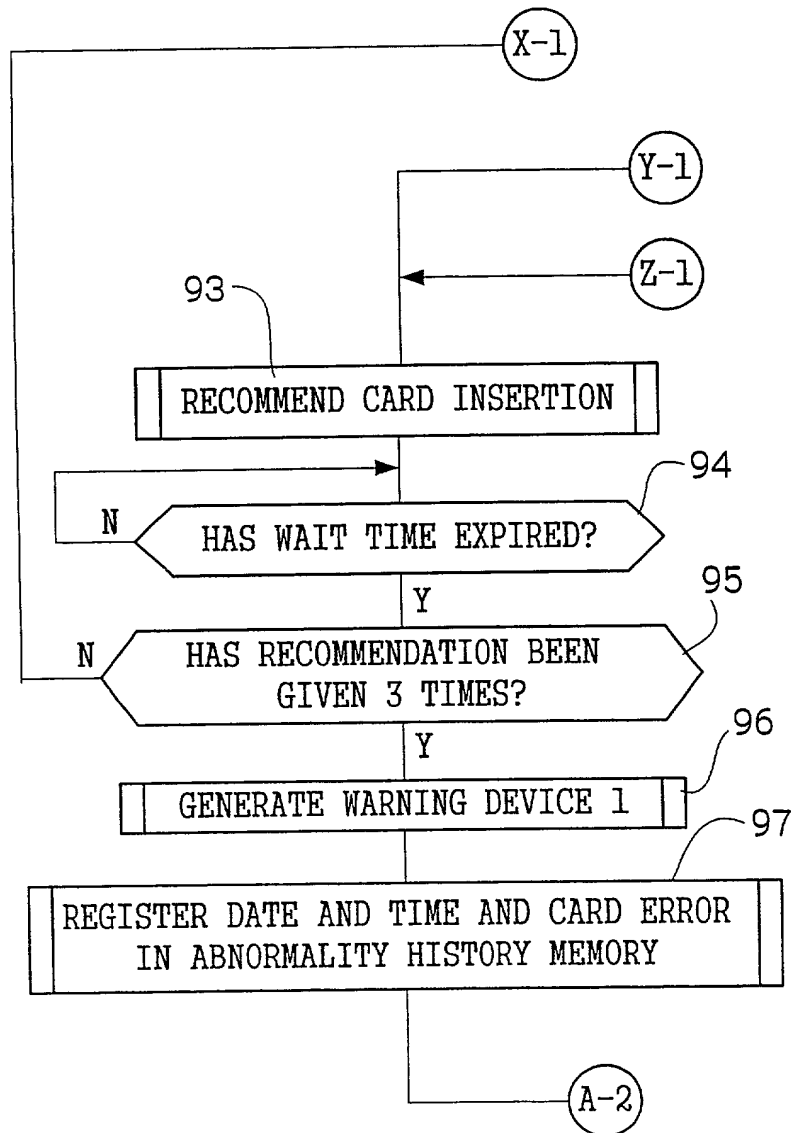 X-1
Y-1
Z-1
93
RECOMMEND CARD INSERTION
94
N
HAS WAIT TIME EXPIRED?
Y
95
N
HAS RECOMMENDATION BEEN
GIVEN 3 TIMES?
Y
96
GENERATE WARNING DEVICE 1
97
REGISTER DATE AND TIME AND CARD ERROR
IN ABNORMALITY HISTORY MEMORY
A-2